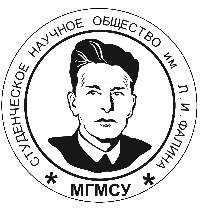 СТУДЕНЧЕСКОЕ НАУЧНОЕ ОБЩЕСТВО им. Л И ФАЛИНА
* МГМСУ *